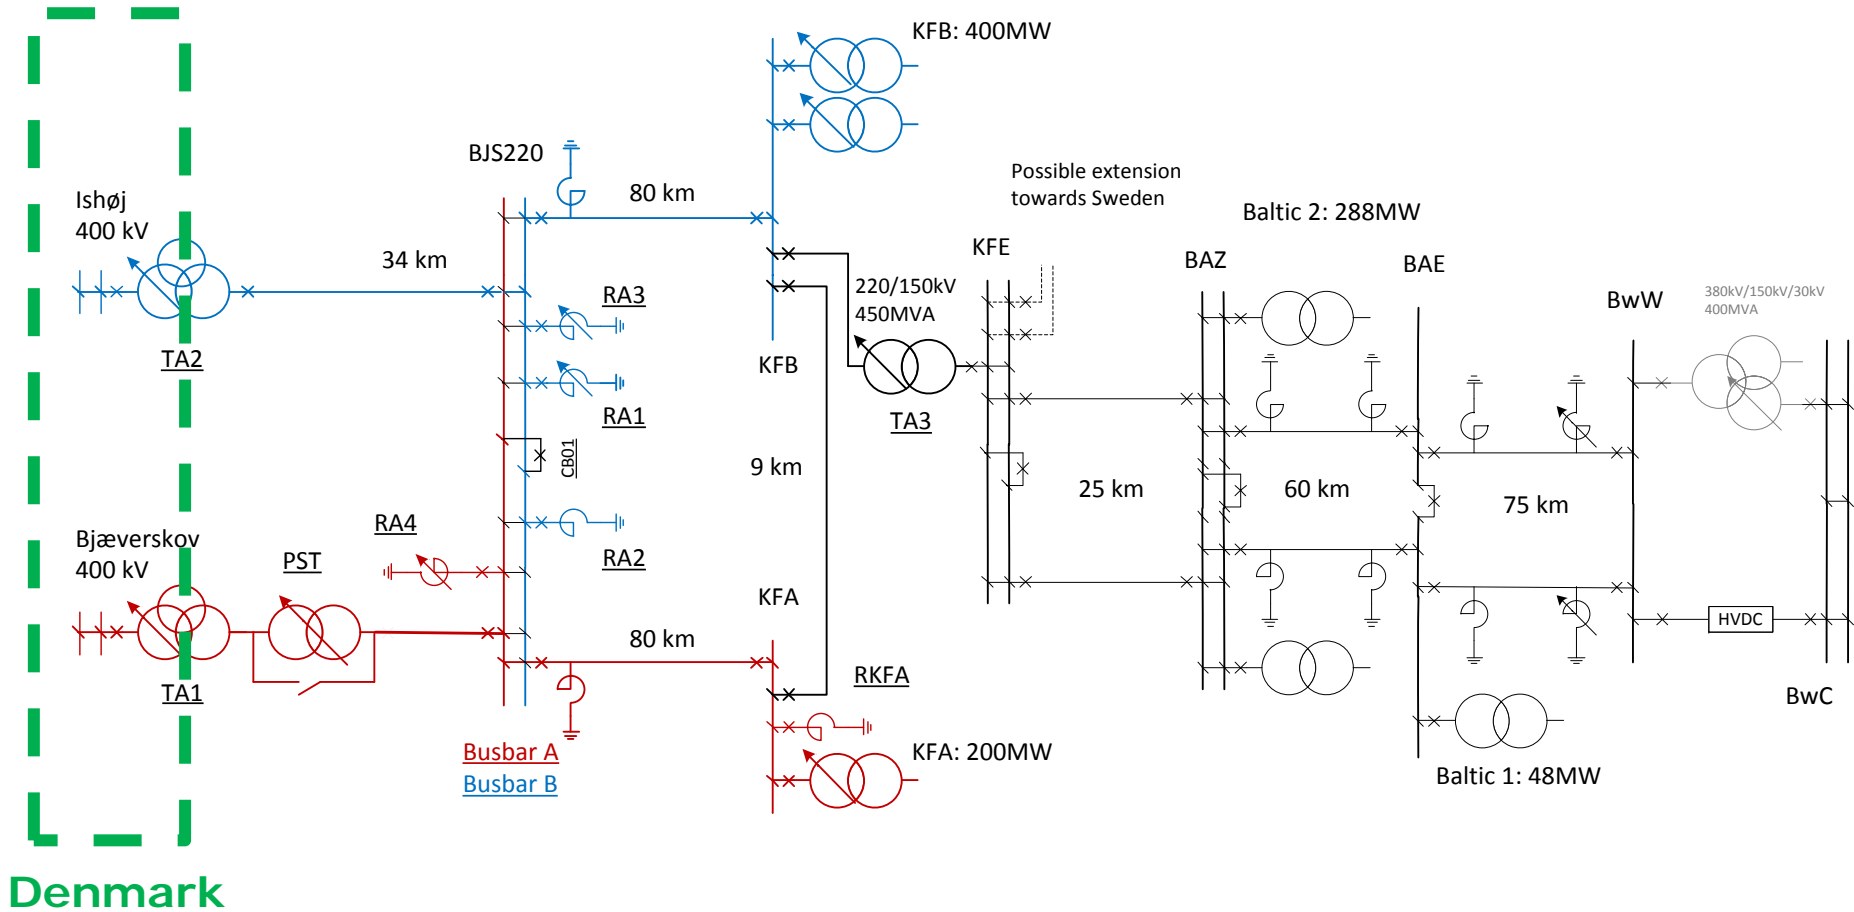 KFB: 400MW
BJS220
80 km
Possible extension
towards Sweden
Ishøj
400 kV
Baltic 2: 288MW
34 km
KFE
BAZ
BAE
BwW
RA3
220/150kV
450MVA
380kV/150kV/30kV
400MVA
TA2
KFB
RA1
TA3
CB01
9 km
25 km
60 km
75 km
RA4
Bjæverskov
400 kV
PST
RA2
KFA
HVDC
80 km
RKFA
TA1
BwC
Busbar A
Busbar B
KFA: 200MW
Baltic 1: 48MW
Denmark